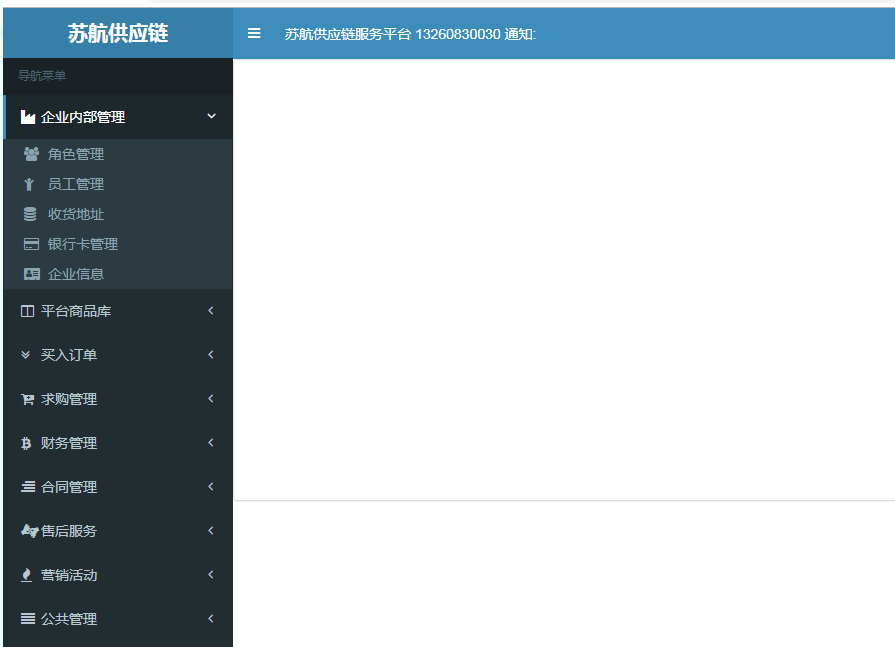 苏航供应链
苏航供应链服务平台 13260830030 通知:
导航菜单
企业内部管理
角色管理
员工管理
收货地址
银行卡管理
企业信息
平台商品库
买入订单
求购管理
财务管理
合同管理
售后服务
营销活动
公共管理